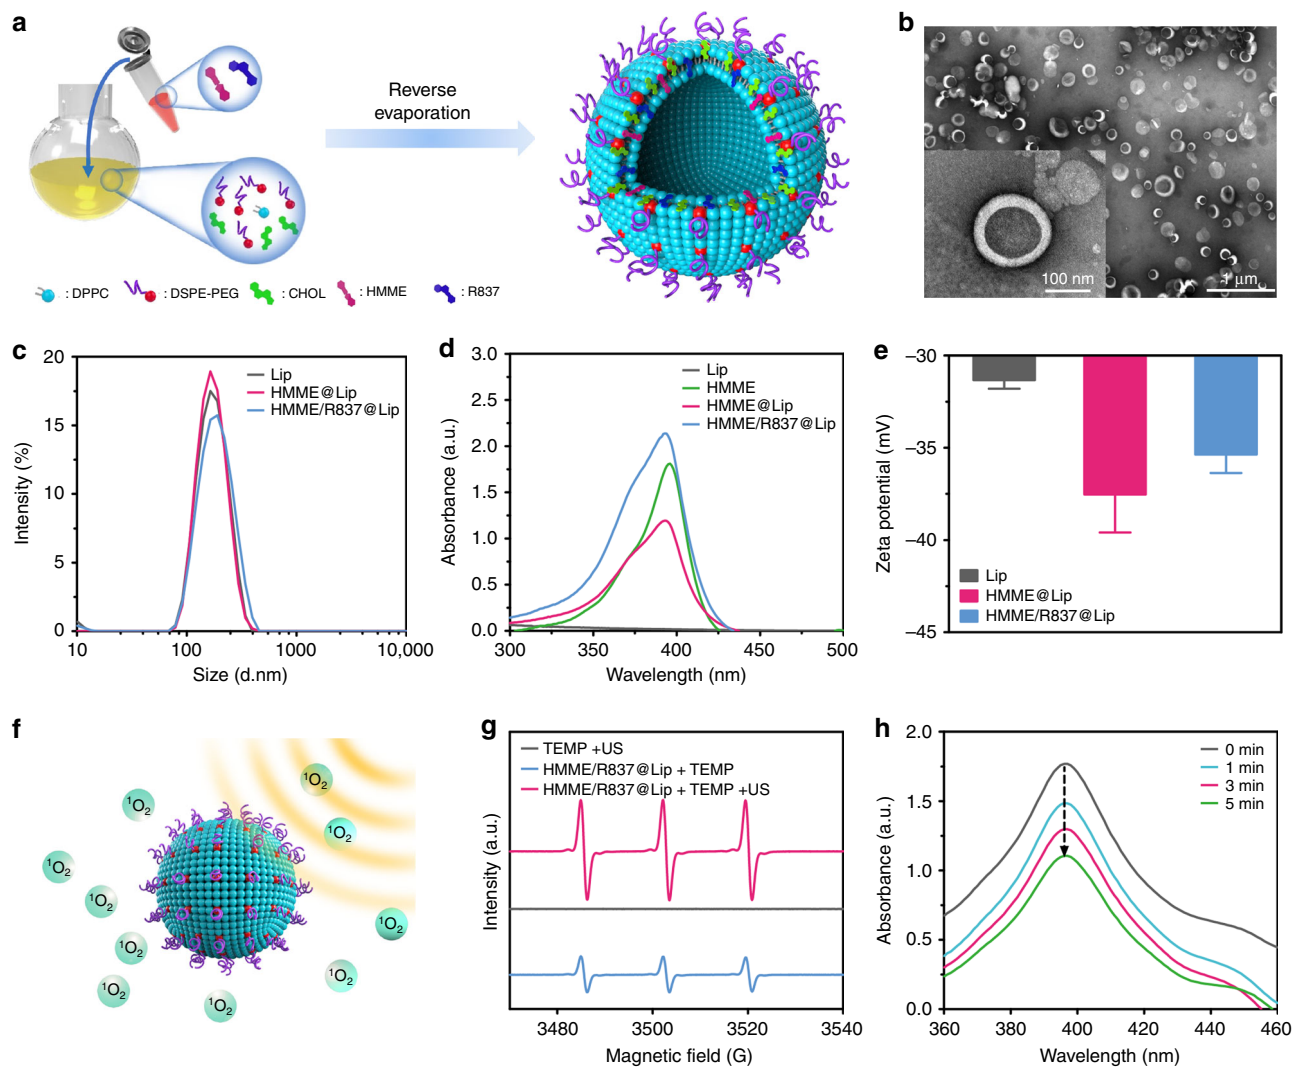 a
Reverse
evaporation
: DPPC
: DSPE-PEG
: CHOL
: HMME
: R837
b
100 nm
1 μm
c
20
15
10
5
0
Intensity (%)
Lip
HMME@Lip
HMME/R837@Lip
10
100
1000
10,000
Size (d.nm)
d
3.0
2.5
2.0
1.5
1.0
0.5
0.0
Absorbance (a.u.)
Lip
HMME
HMME@Lip
HMME/R837@Lip
300
350
400
450
500
Wavelength (nm)
e
–30
–35
–40
–45
Zeta potential (mV)
Lip
HMME@Lip
HMME/R837@Lip
f
¹O₂
¹O₂
¹O₂
¹O₂
¹O₂
¹O₂
¹O₂
¹O₂
¹O₂
¹O₂
g
TEMP +US
HMME/R837@Lip + TEMP
HMME/R837@Lip + TEMP +US
Intensity (a.u.)
3480
3500
3520
3540
Magnetic field (G)
h
2.0
1.5
1.0
0.5
0.0
Absorbance (a.u.)
0 min
1 min
3 min
5 min
360
380
400
420
440
460
Wavelength (nm)